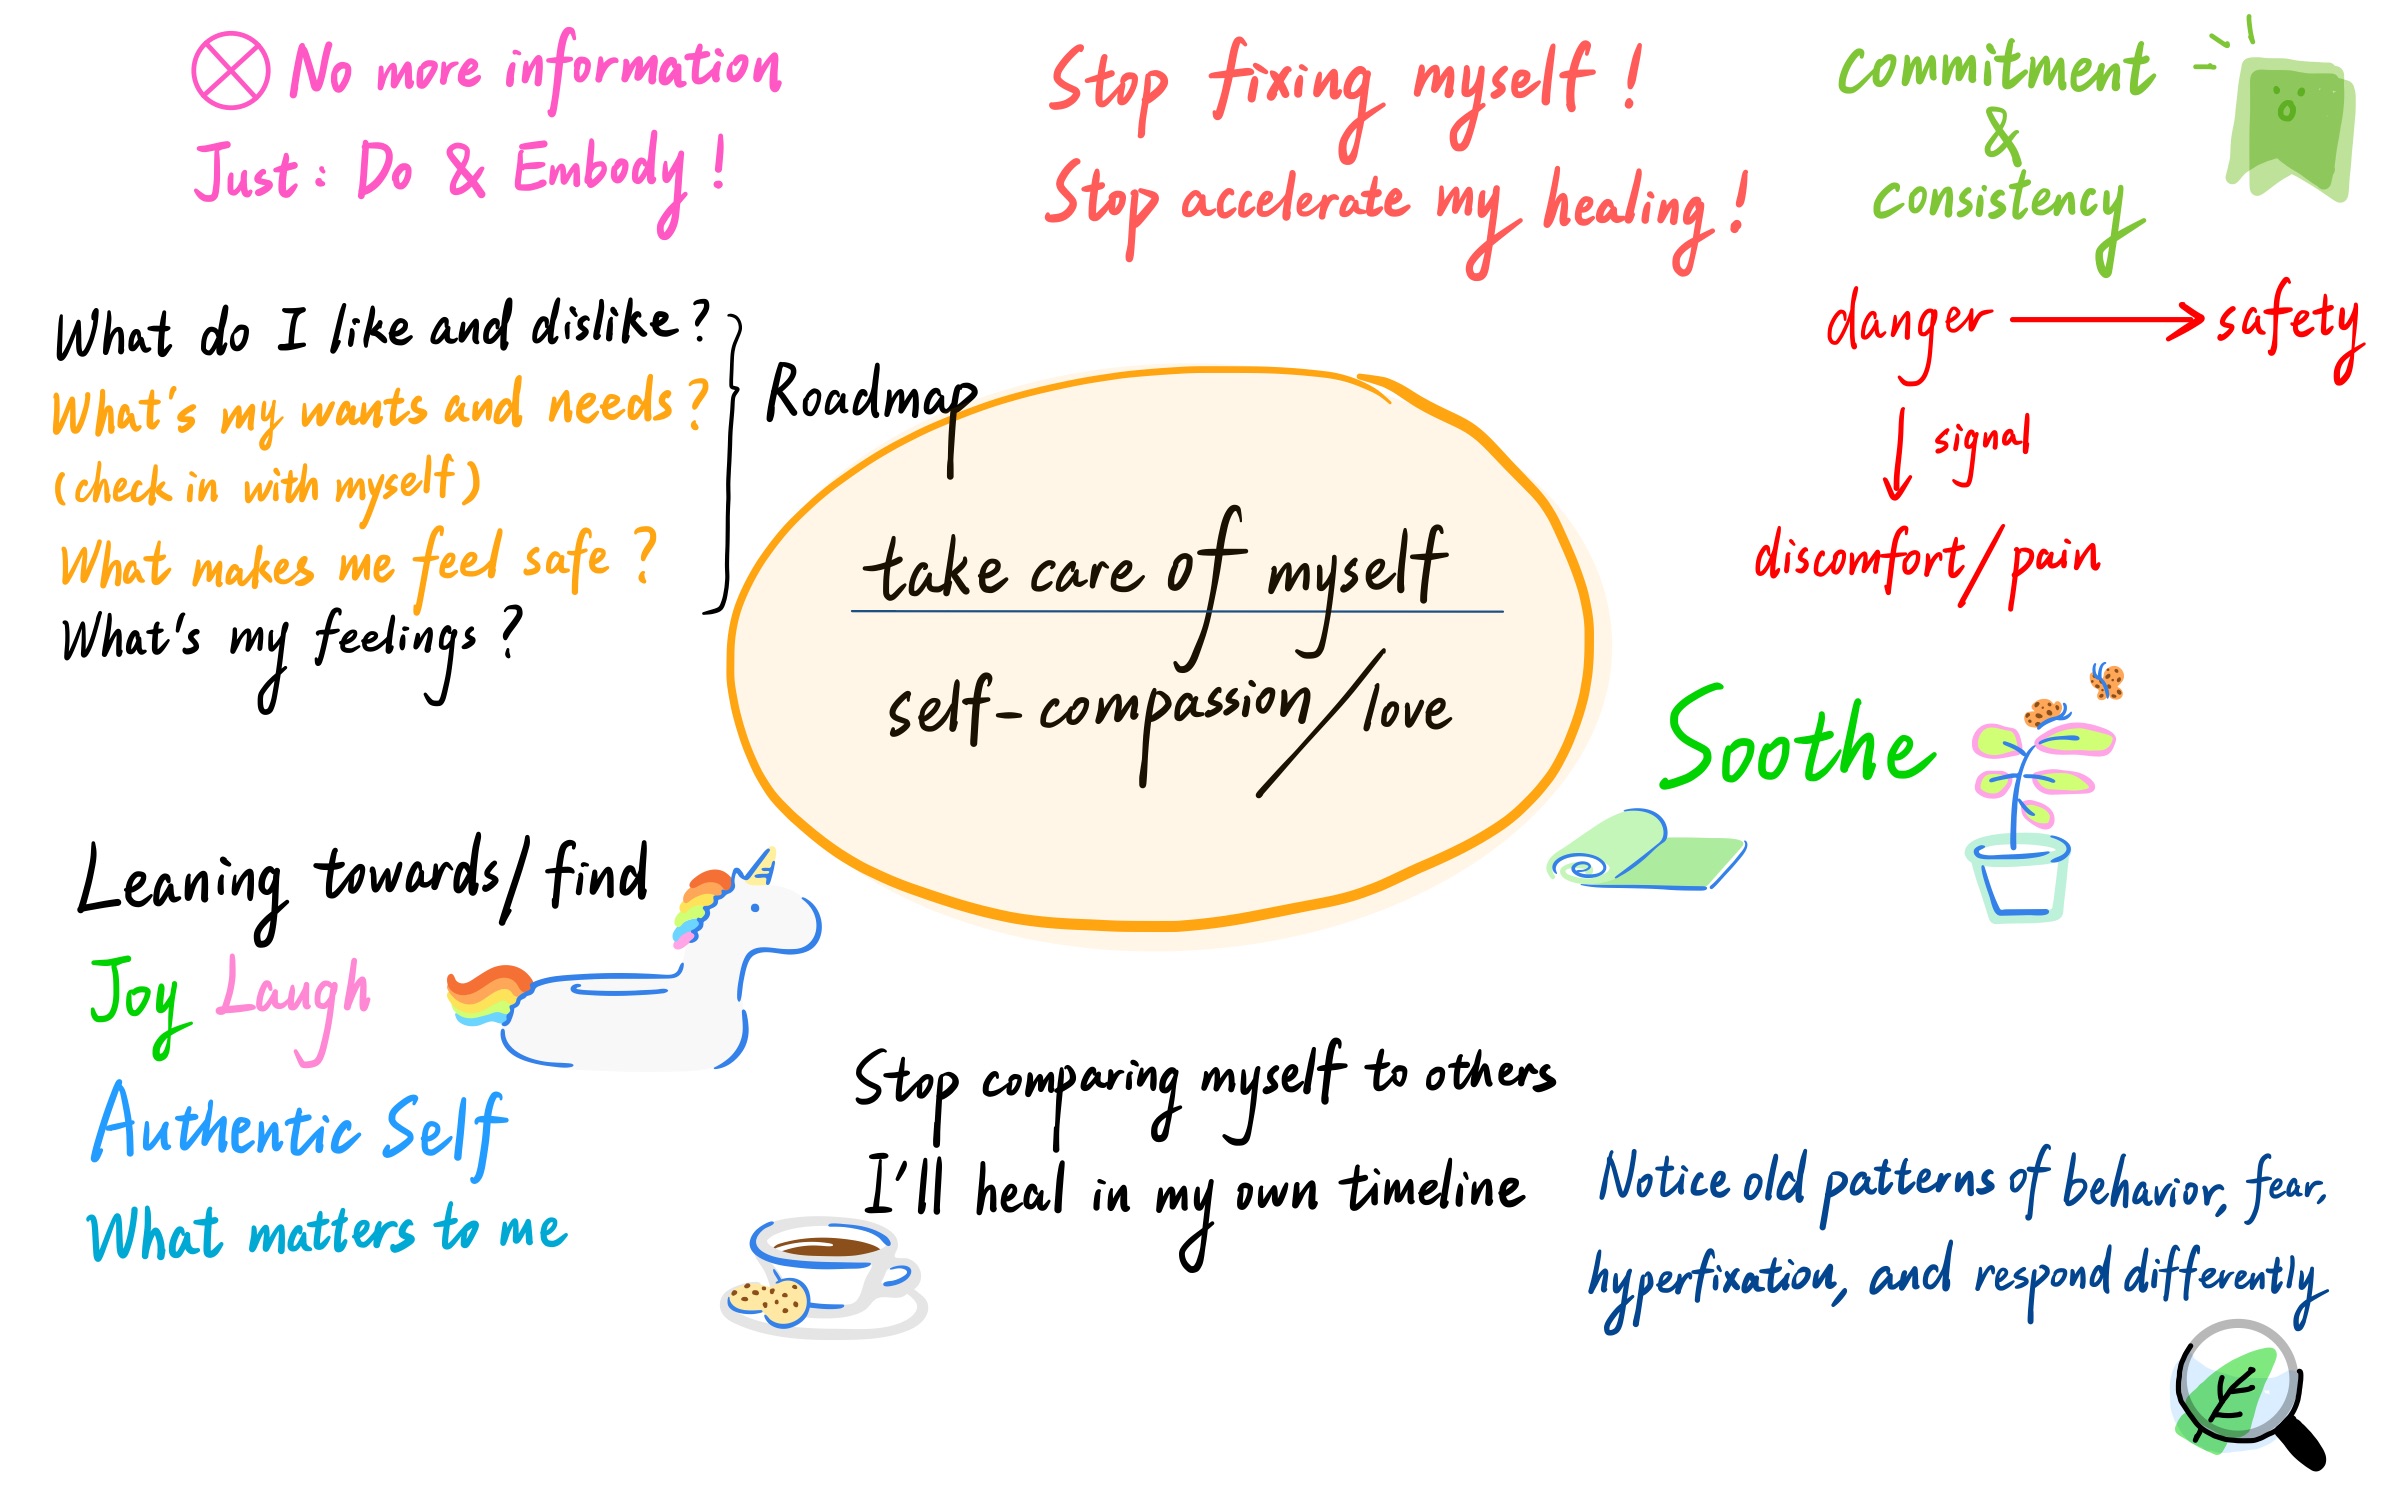 No more information
Just: Do & Embody!
Stop fixing myself!
Stop accelerate my healing!
commitment
&
consistency
What do I like and dislike?
What's my wants and needs?
(check in with myself)
What makes me feel safe?
What's my feelings?
Roadmap
danger → safety
signal
discomfort/pain
take care of myself
self-compassion/love
Soothe
Leaning towards/find
Joy Laugh
Authentic Self
What matters to me
Stop comparing myself to others
I'll heal in my own timeline
Notice old patterns of behavior, fear,
hyperfixation, and respond differently